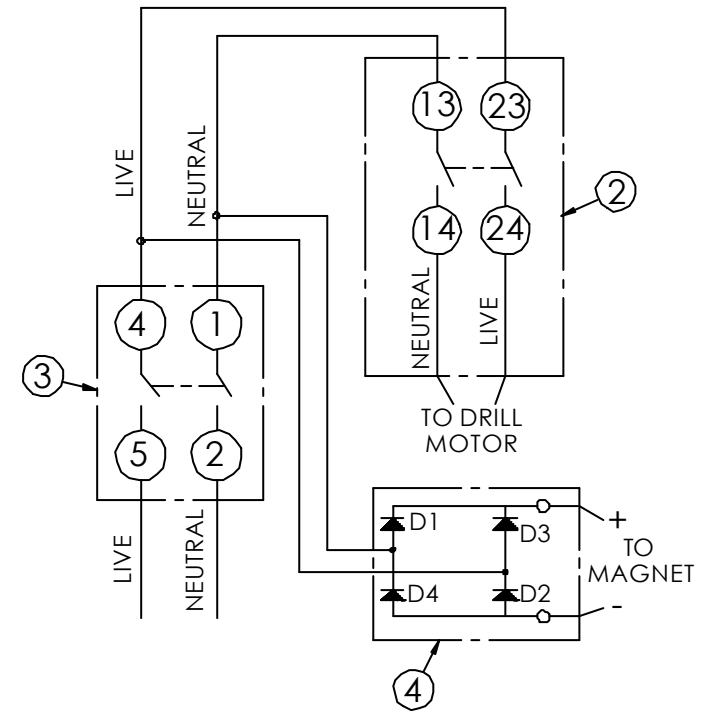 13 23
LIVE
NEUTRAL
2
14 24
NEUTRAL
LIVE
4 1
3
TO DRILL
MOTOR
5 2
D1 D3
+
TO
MAGNET
LIVE
NEUTRAL
D4 D2
-
4